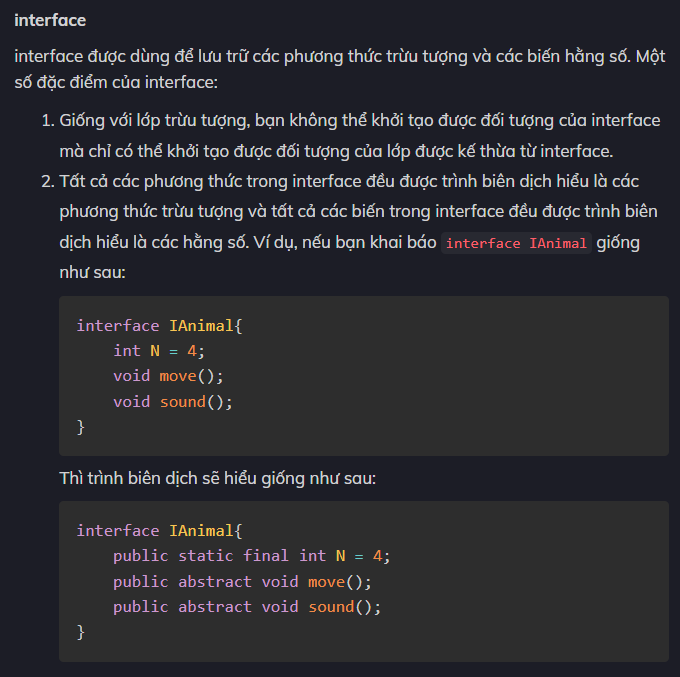 interface
interface được dùng để lưu trữ các phương thức trừu tượng và các biến hằng số. Một
số đặc điểm của interface:
1. Giống với lớp trừu tượng, bạn không thể khởi tạo được đối tượng của interface
mà chỉ có thể khởi tạo được đối tượng của lớp được kế thừa từ interface.
2. Tất cả các phương thức trong interface đều được trình biên dịch hiểu là các
phương thức trừu tượng và tất cả các biến trong interface đều được trình biên
dịch hiểu là các hằng số. Ví dụ, nếu bạn khai báo interface IAnimal giống
như sau:
interface IAnimal{
    int N = 4;
    void move();
    void sound();
}
Thì trình biên dịch sẽ hiểu giống như sau:
interface IAnimal{
    public static final int N = 4;
    public abstract void move();
    public abstract void sound();
}